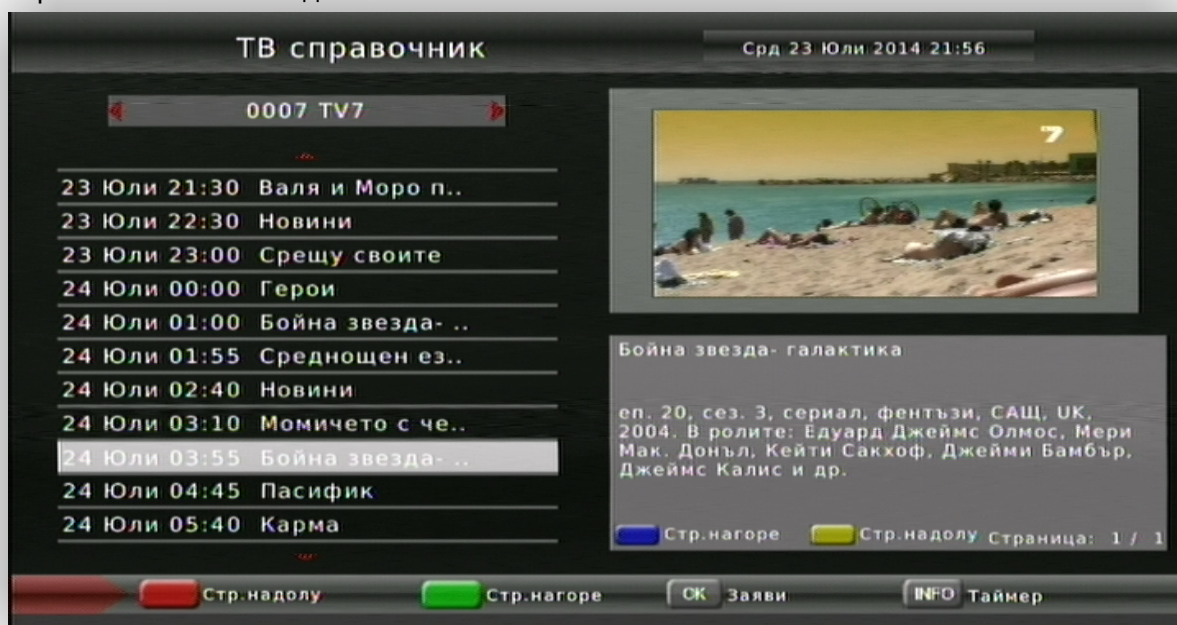 ТВ справочник
Срд 23 Юли 2014 21:56
0007 TV7
7
23 Юли 21:30 Валя и Моро п..
23 Юли 22:30 Новини
23 Юли 23:00 Срещу своите
24 Юли 00:00 Герои
24 Юли 01:00 Бойна звезда- ..
24 Юли 01:55 Среднощен ез..
24 Юли 02:40 Новини
24 Юли 03:10 Момичето с че..
24 Юли 03:55 Бойна звезда- ..
24 Юли 04:45 Пасифик
24 Юли 05:40 Карма
Бойна звезда- галактика
еп. 20, сез. 3, сериал, фентъзи, САЩ, UK,
2004. В ролите: Едуард Джеймс Олмос, Мери
Мак. Донъл, Кейти Сакхоф, Джейми Бамбър,
Джеймс Калис и др.
Стр.нагоре Стр.надолу Страница: 1 / 1
Стр.надолу Стр.нагоре OK Заяви INFO Таймер